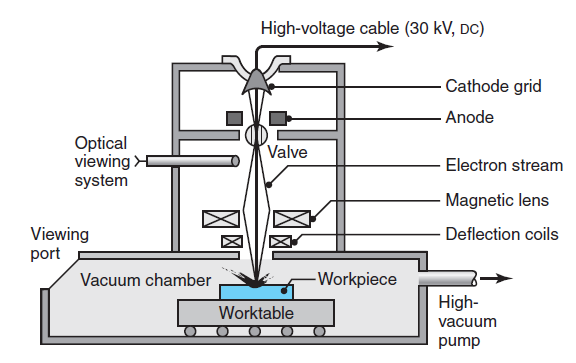 High-voltage cable (30 kV, DC)
Cathode grid
Anode
Optical
viewing
system
Valve
Electron stream
Magnetic lens
Viewing
port
Deflection coils
Vacuum chamber
Workpiece
Worktable
High-
vacuum
pump